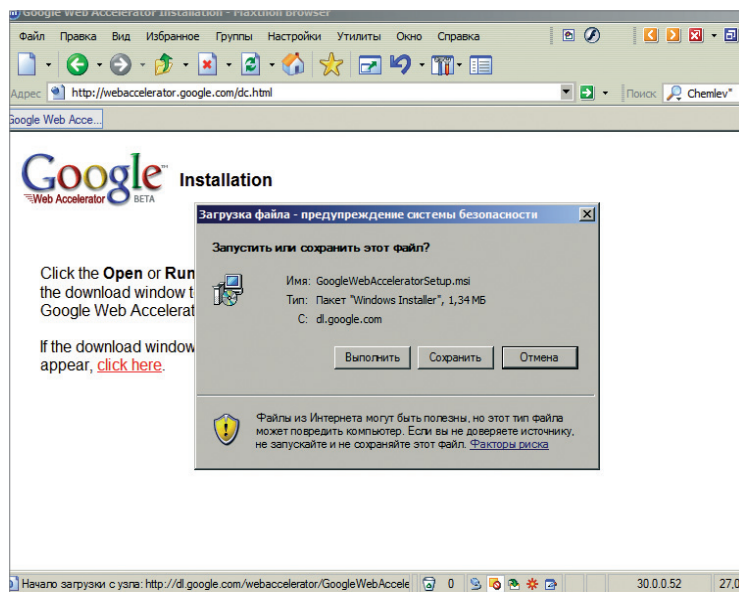 Google Web Accelerator Installation - Maxthon Browser
Файл Правка Вид Избранное Группы Настройки Утилиты Окно Справка
Адрес http://webaccelerator.google.com/dc.html Поиск Chemlev"
Google Web Acce...
Google™ Installation
Web Accelerator BETA
Загрузка файла - предупреждение системы безопасности
Запустить или сохранить этот файл?
Имя: GoogleWebAcceleratorSetup.msi
Тип: Пакет "Windows Installer", 1,34 МБ
С: dl.google.com
Выполнить Сохранить Отмена
Файлы из Интернета могут быть полезны, но этот тип файла
может повредить компьютер. Если вы не доверяете источнику,
не запускайте и не сохраняйте этот файл. Факторы риска
Click the Open or Run
the download window t
Google Web Accelerat
If the download window
appear, click here.
Начало загрузки с узла: http://dl.google.com/webaccelerator/GoogleWebAccele 0 30.0.0.52 27,0